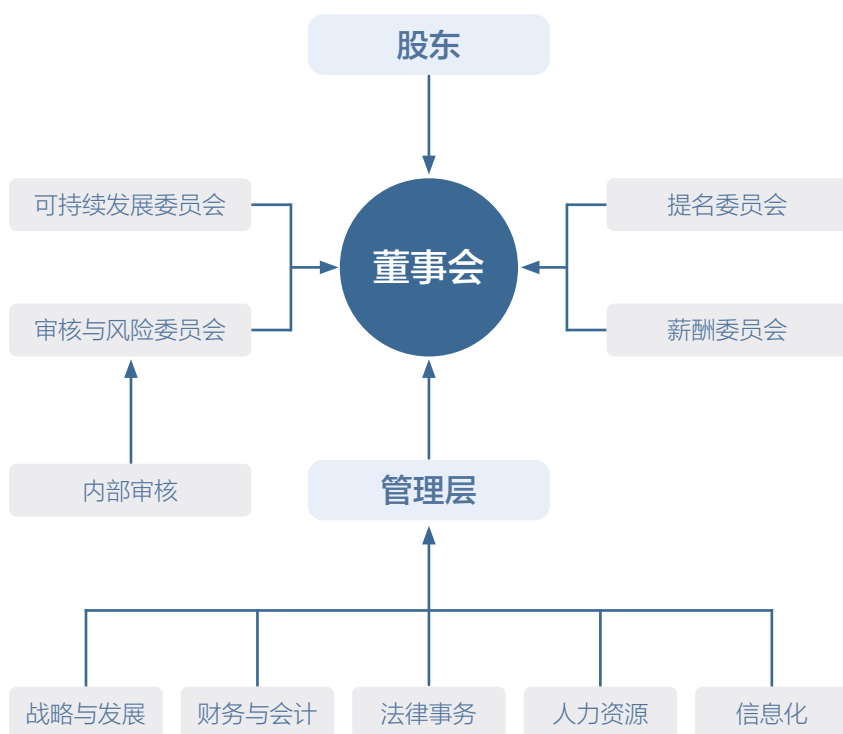 股东
可持续发展委员会
提名委员会
董事会
审核与风险委员会
薪酬委员会
内部审核
管理层
战略与发展
财务与会计
法律事务
人力资源
信息化